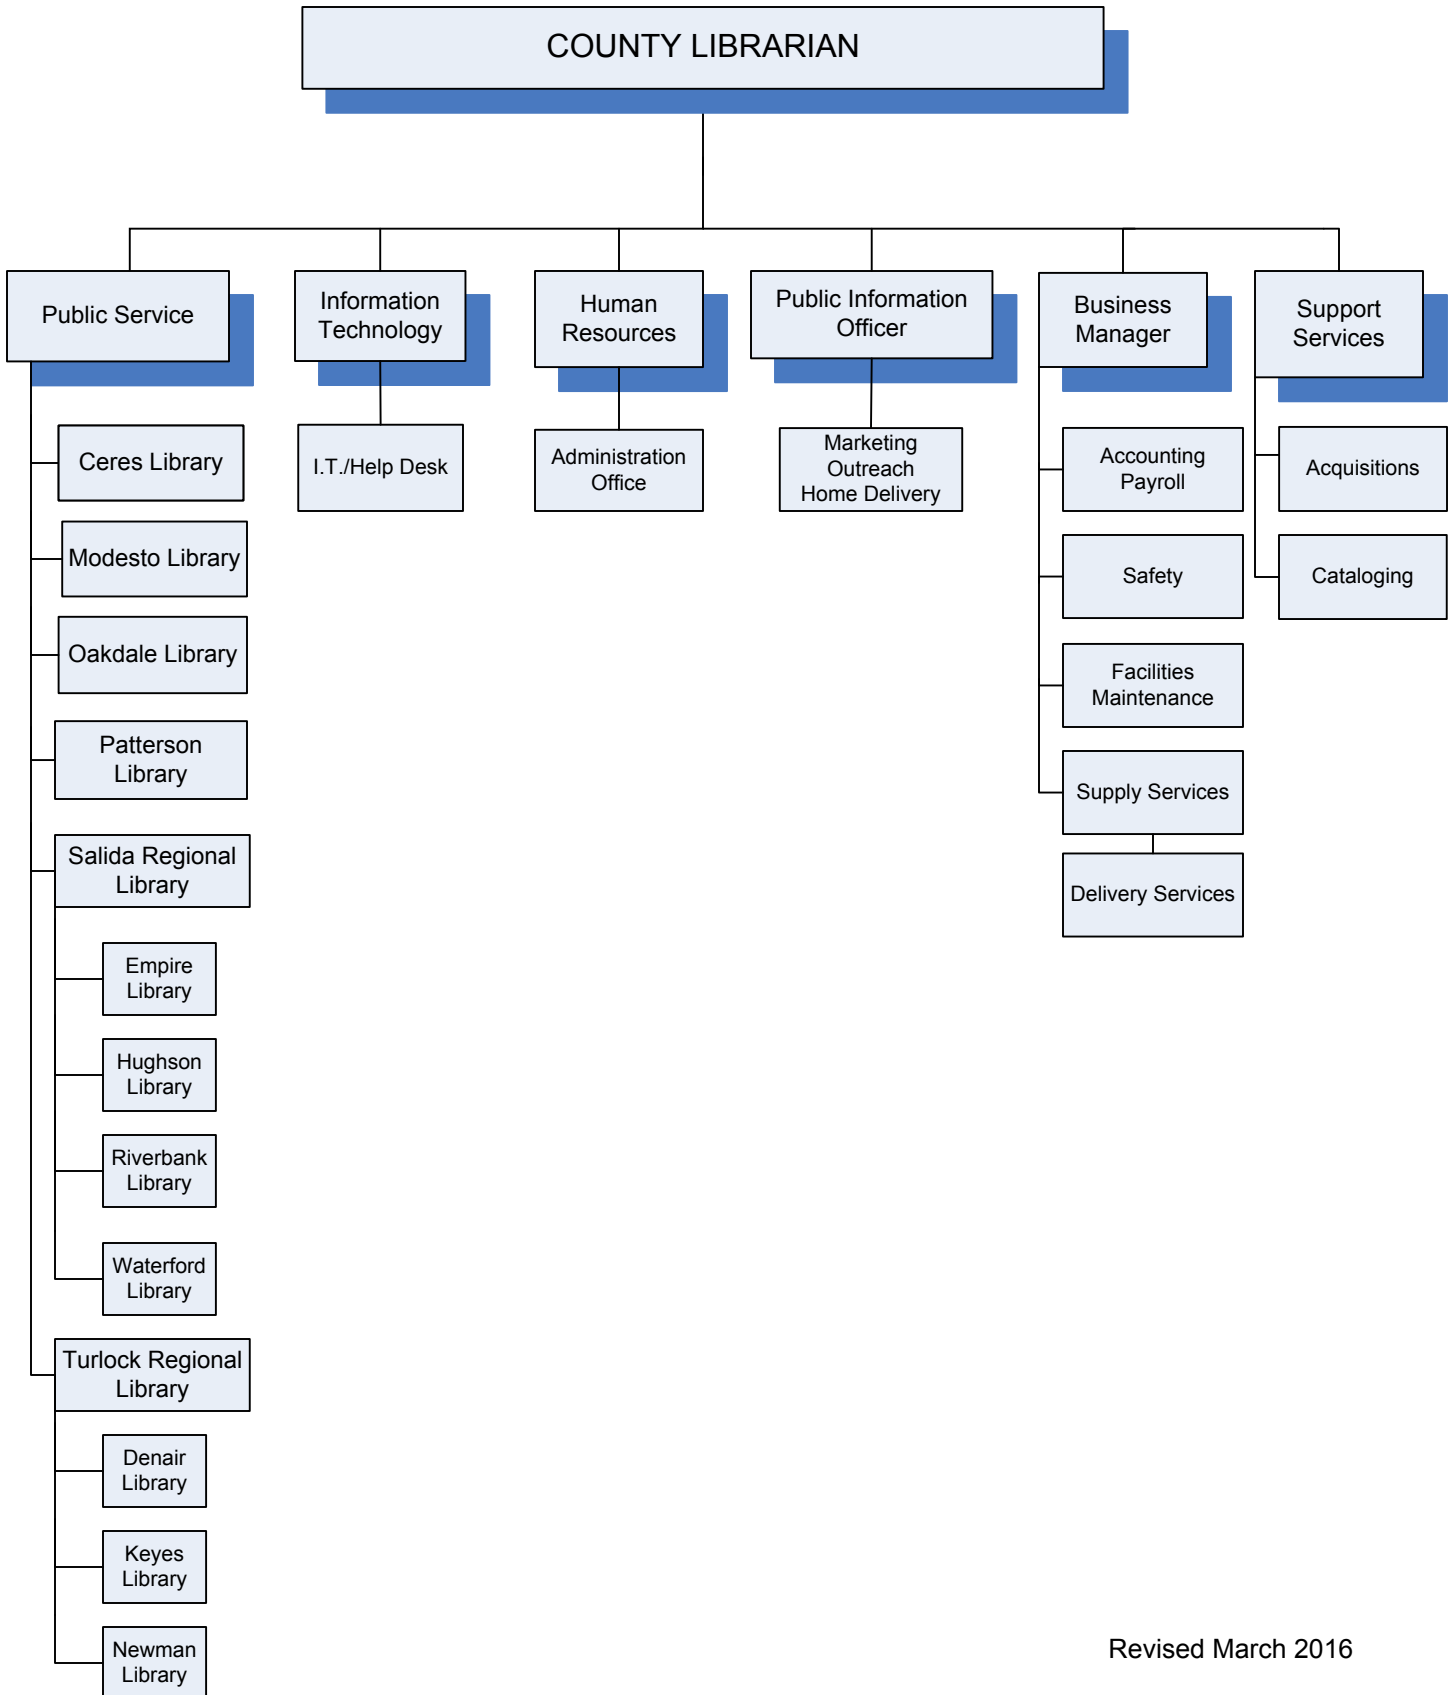 COUNTY LIBRARIAN
Public Service
Information
Technology
Human
Resources
Public Information
Officer
Business
Manager
Support
Services
Ceres Library
Modesto Library
Oakdale Library
Patterson
Library
Salida Regional
Library
Empire
Library
Hughson
Library
Riverbank
Library
Waterford
Library
Turlock Regional
Library
Denair
Library
Keyes
Library
Newman
Library
I.T./Help Desk
Administration
Office
Marketing
Outreach
Home Delivery
Accounting
Payroll
Safety
Facilities
Maintenance
Supply Services
Delivery Services
Acquisitions
Cataloging
Revised March 2016